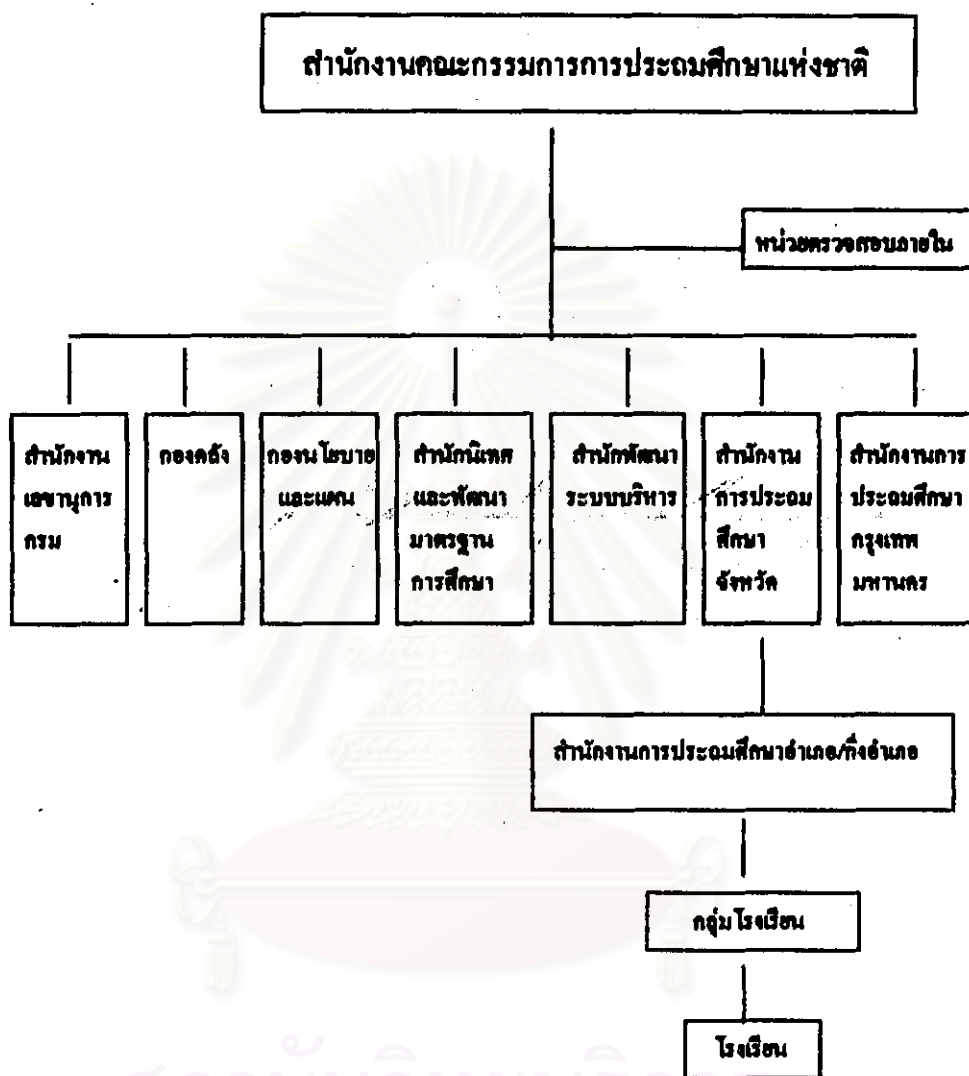 สำนักงานคณะกรรมการการประถมศึกษาแห่งชาติ
หน่วยตรวจสอบภายใน
สำนักงาน
เลขานุการ
กรม
กองคลัง
กองนโยบาย
และแผน
สำนักนิเทศ
และพัฒนา
มาตรฐาน
การศึกษา
สำนักพัฒนา
ระบบบริหาร
สำนักงาน
การประถม
ศึกษา
จังหวัด
สำนักงานการ
ประถมศึกษา
กรุงเทพ
มหานคร
สำนักงานการประถมศึกษาอำเภอ/กิ่งอำเภอ
กลุ่มโรงเรียน
โรงเรียน